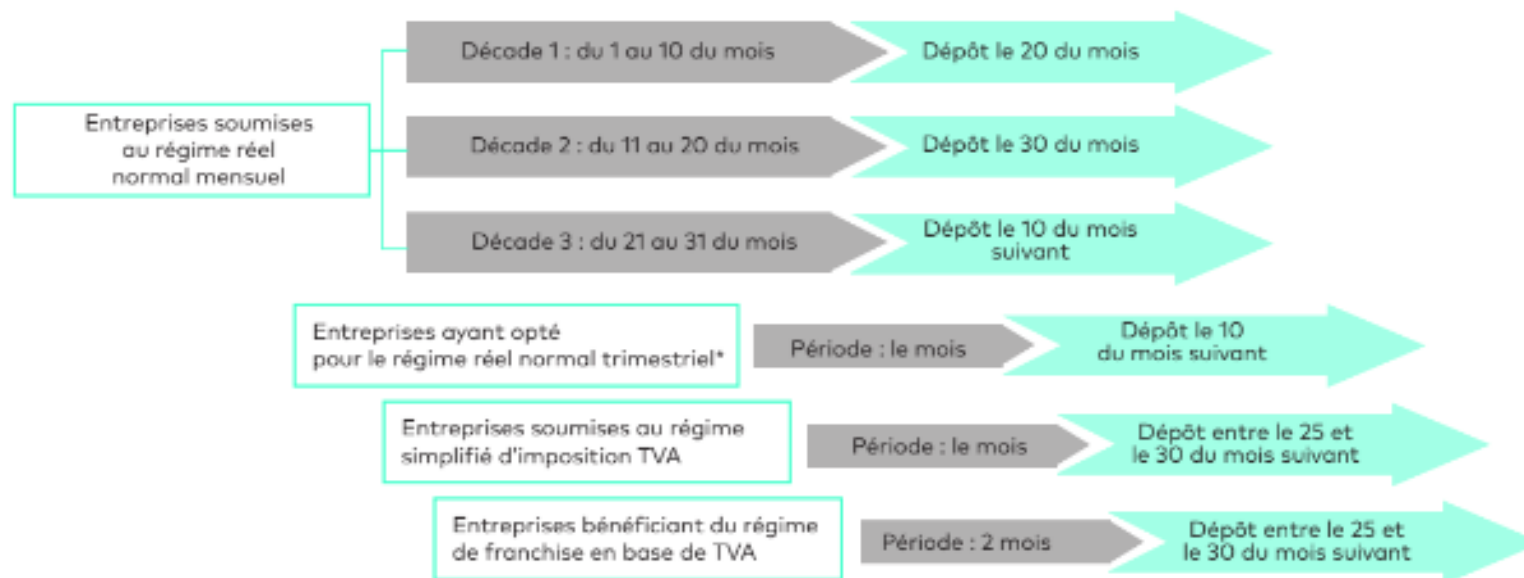 Décade 1 : du 1 au 10 du mois
Dépôt le 20 du mois
Entreprises soumises
au régime réel
normal mensuel
Décade 2 : du 11 au 20 du mois
Dépôt le 30 du mois
Décade 3 : du 21 au 31 du mois
Dépôt le 10 du mois
suivant
Entreprises ayant opté
pour le régime réel normal trimestriel*
Période : le mois
Dépôt le 10
du mois suivant
Entreprises soumises au régime
simplifié d'imposition TVA
Période : le mois
Dépôt entre le 25 et
le 30 du mois suivant
Entreprises bénéficiant du régime
de franchise en base de TVA
Période : 2 mois
Dépôt entre le 25 et
le 30 du mois suivant